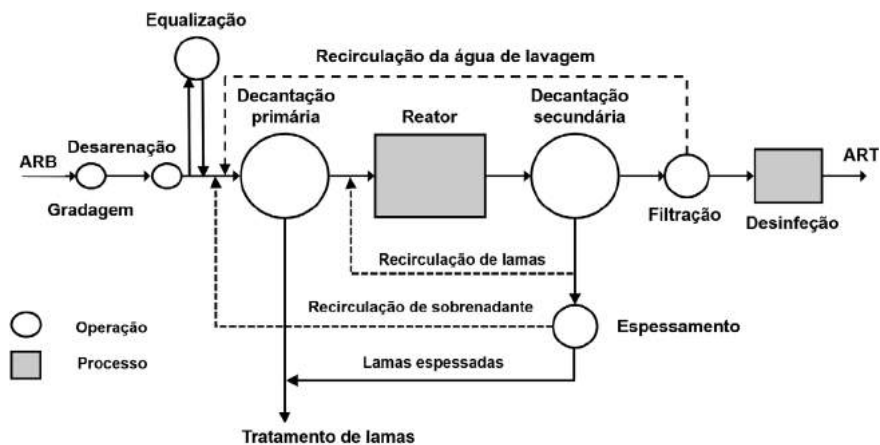 Equalização
Recirculação da água de lavagem
Decantação
primária
Reator
Decantação
secundária
Desarenação
ARB
ART
Gradagem
Filtração
Desinfeção
Recirculação de lamas
Recirculação de sobrenadante
Espessamento
Operação
Processo
Lamas espessadas
Tratamento de lamas